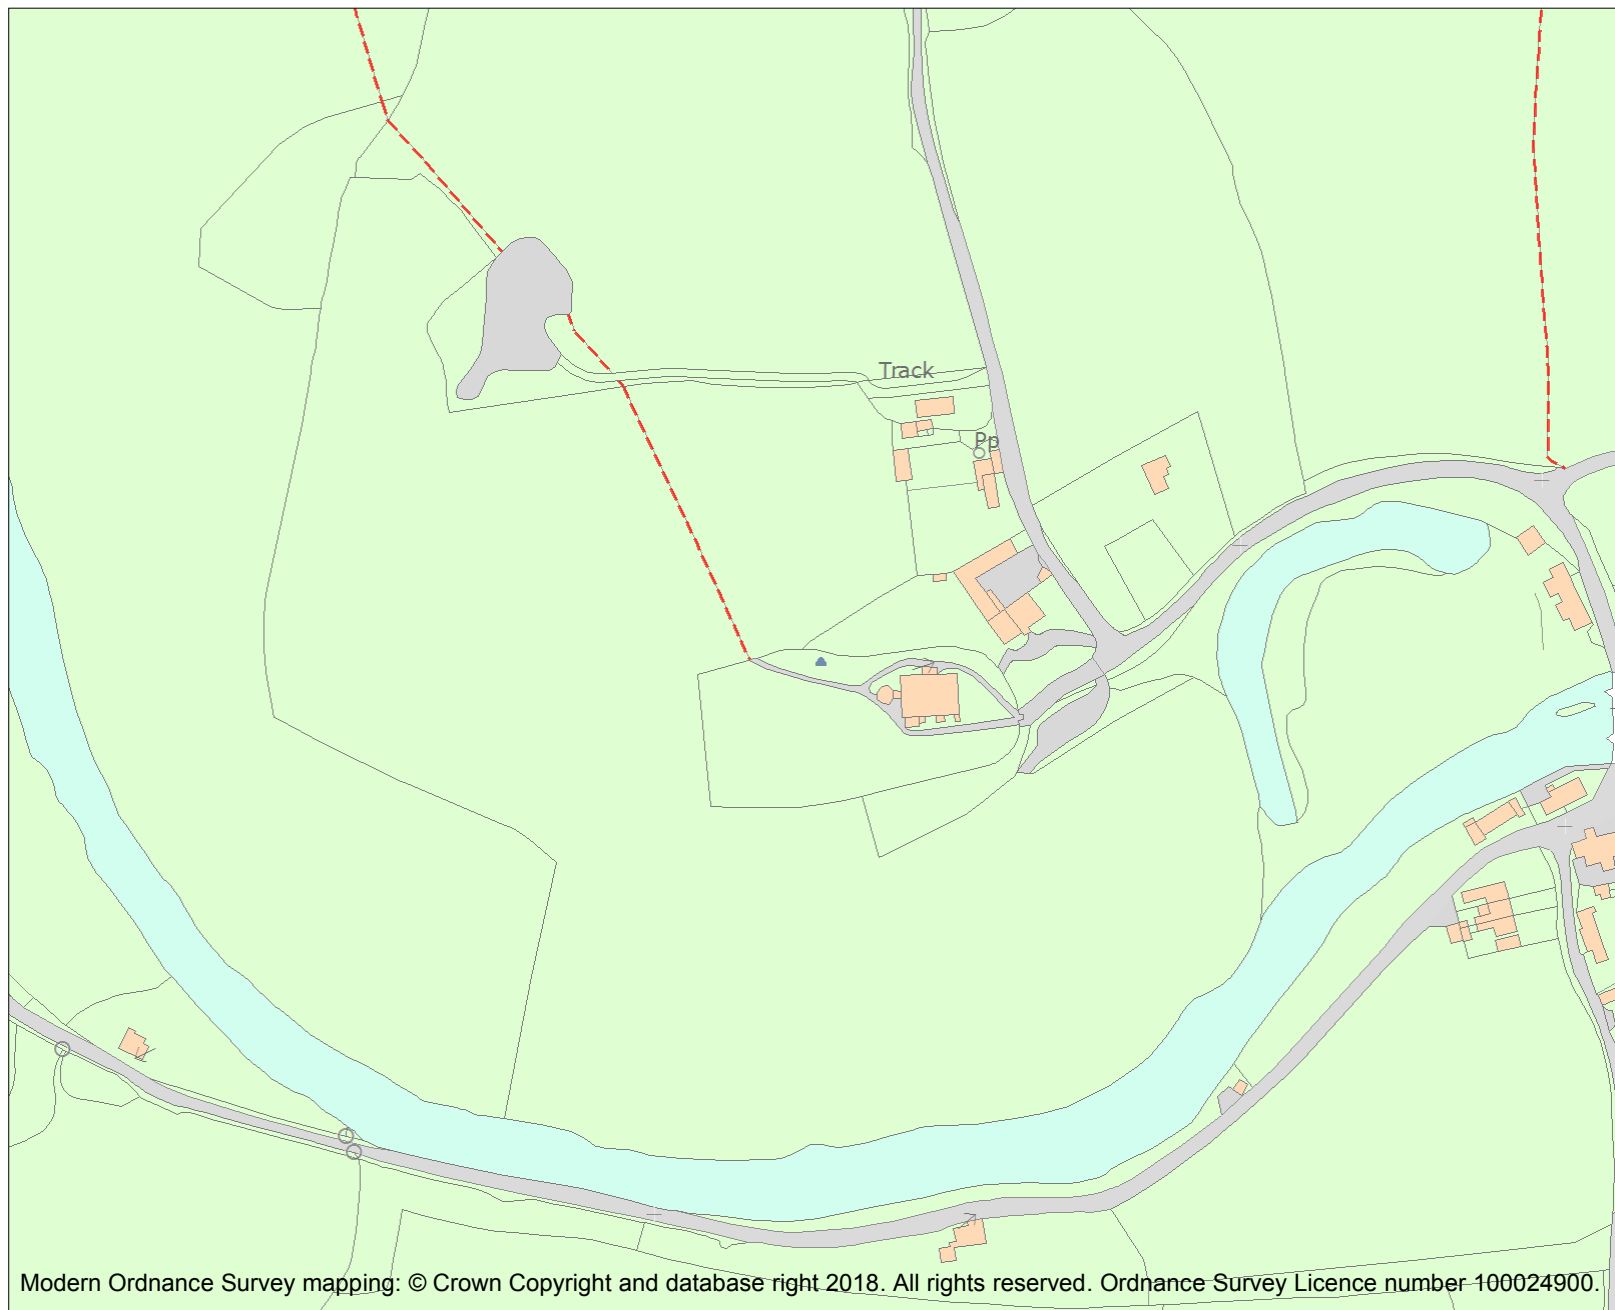 Track
Pp
Modern Ordnance Survey mapping: © Crown Copyright and database right 2018. All rights reserved. Ordnance Survey Licence number 100024900.